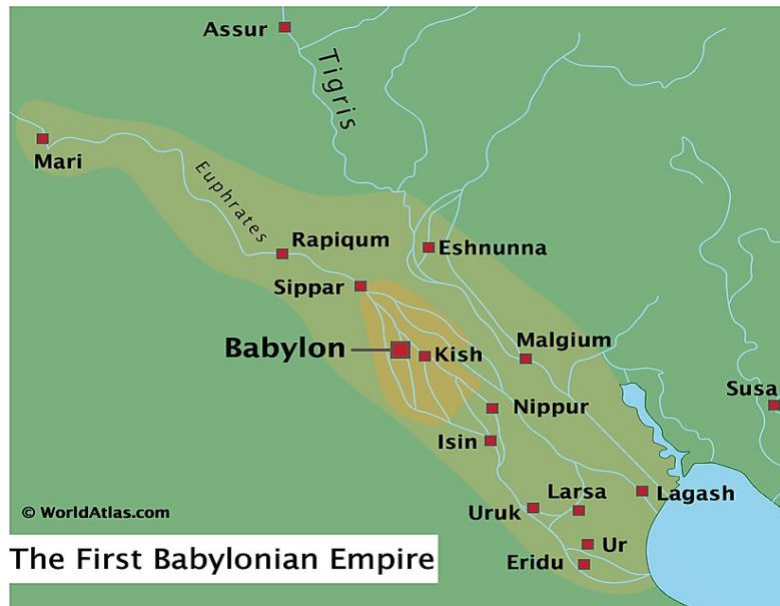 Assur
Tigris
Mari
Euphrates
Rapiqum
Eshnunna
Sippar
Babylon
Kish
Malgium
Susa
Nippur
Isin
Larsa
Lagash
Uruk
© WorldAtlas.com
Ur
Eridu
The First Babylonian Empire